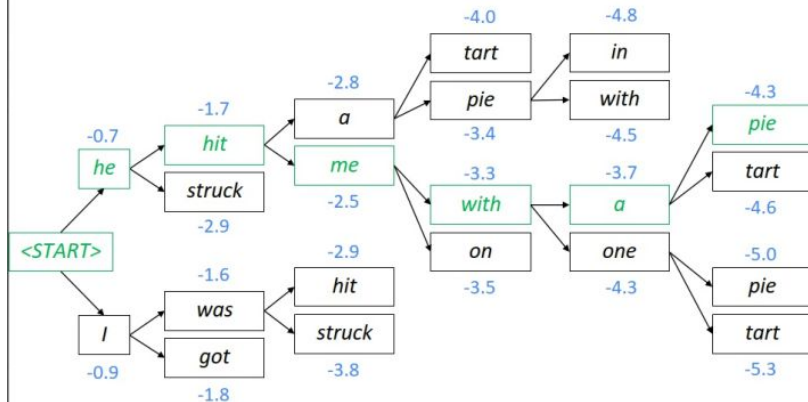 -4.0 -4.8
tart in
-2.8
-1.7 a pie with -4.3
-0.7 hit -3.4 -4.5 pie
he me -3.3 -3.7 tart
struck -2.5 with a -4.6
-2.9
<START> -2.9 on one -5.0
-1.6 hit -3.5 -4.3 pie
was
I struck tart
got -3.8 -5.3
-0.9
-1.8